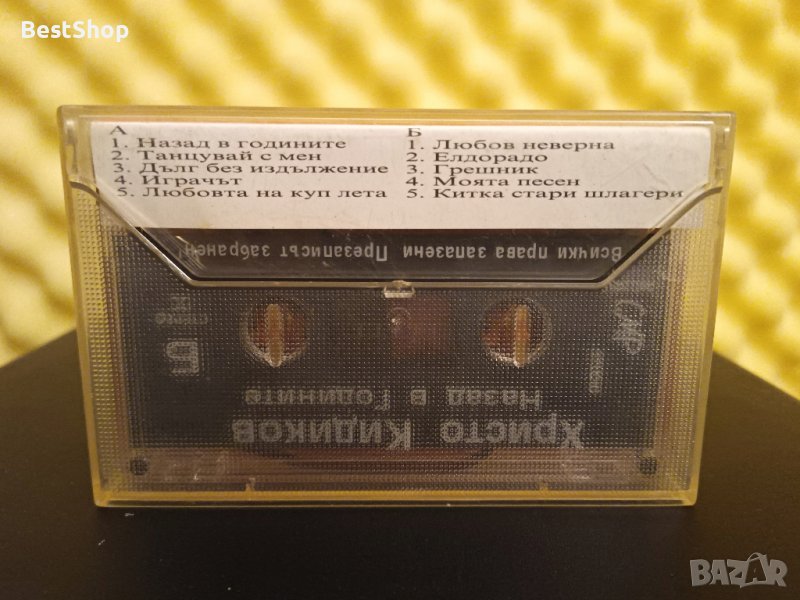 BestShop
А
1. Назад в годините
2. Танцувай с мен
3. Дълг без издължение
4. Играчът
5. Любовта на куп лета
Б
1. Любов неверна
2. Елдорадо
3. Грешник
4. Моята песен
5. Китка стари шлагери
Всички права запазени Презаписът забранен
Христо Кидиков
Назад в Годините
BAZAR